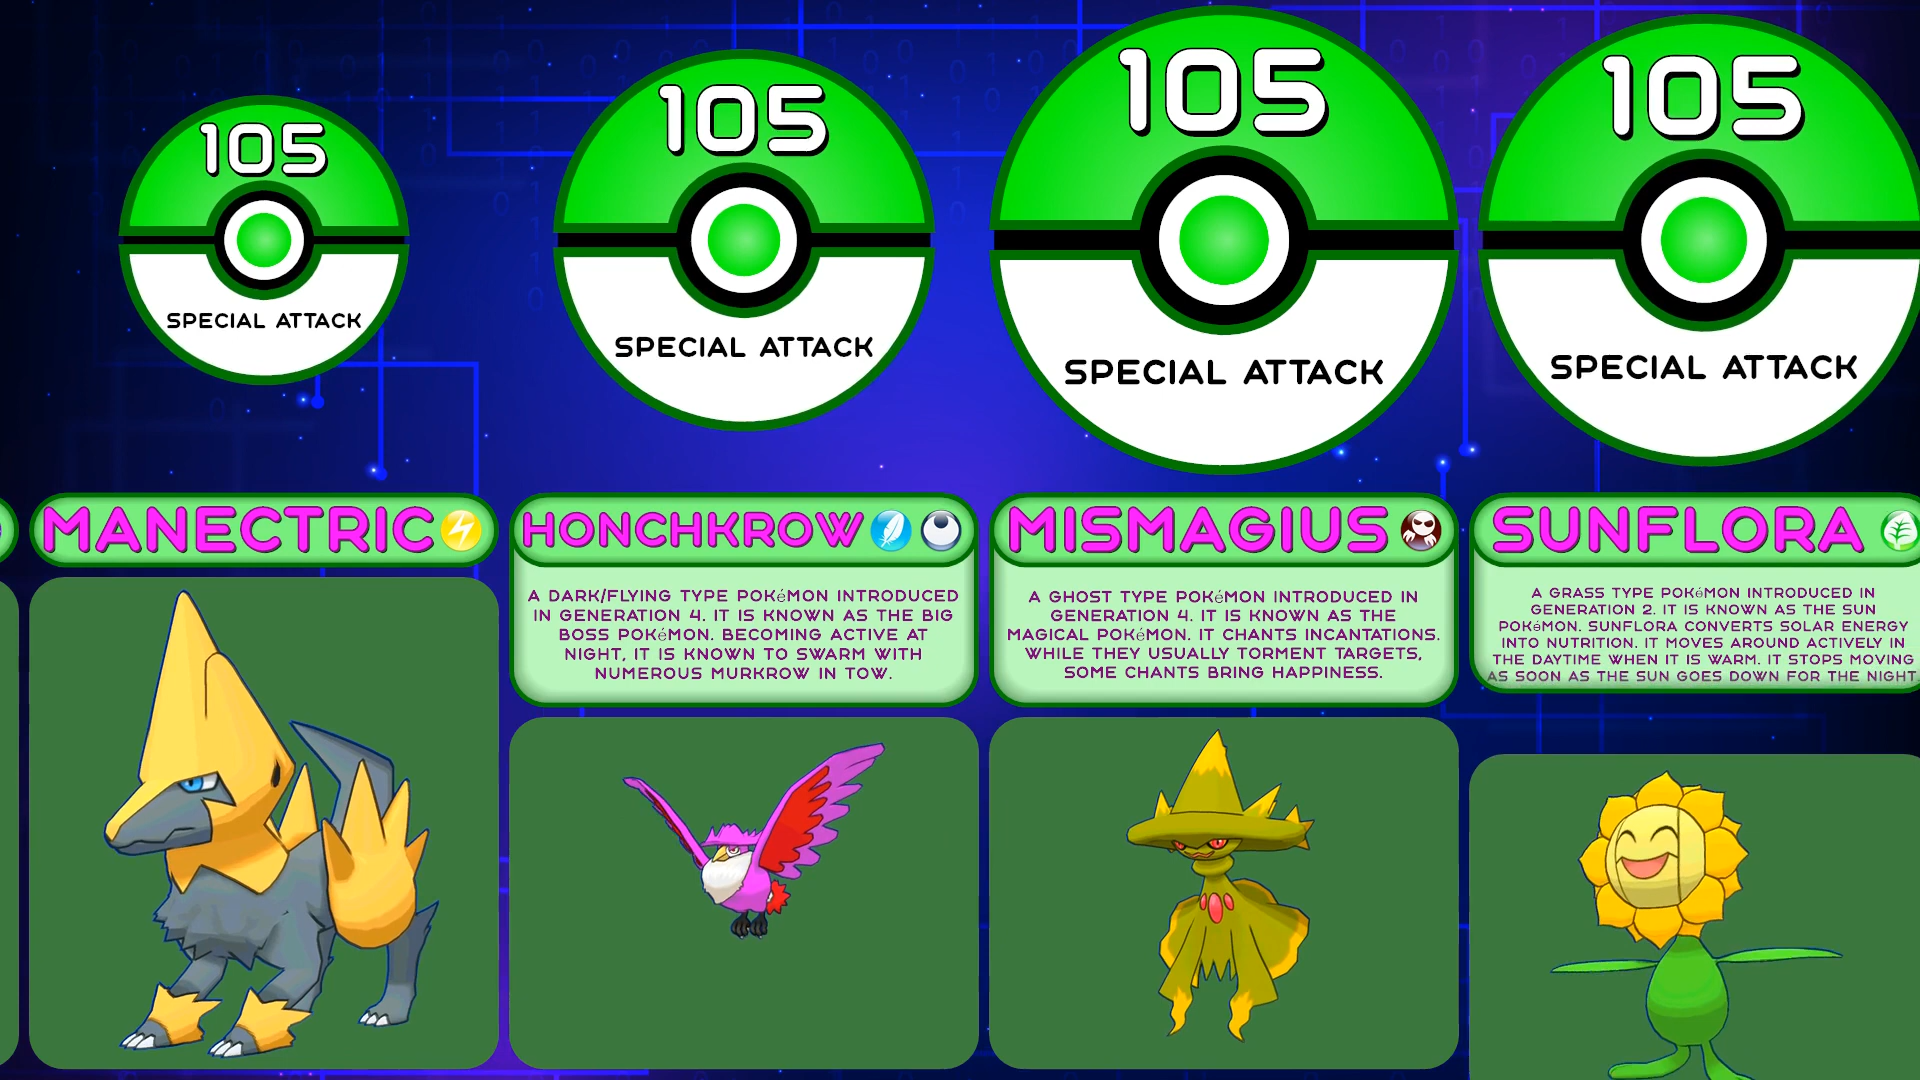 105
SPECIAL ATTACK
MANECTRIC
105
SPECIAL ATTACK
HONCHKROW
A DARK/FLYING TYPE POKéMON INTRODUCED
IN GENERATION 4. IT IS KNOWN AS THE BIG
BOSS POKéMON. BECOMING ACTIVE AT
NIGHT, IT IS KNOWN TO SWARM WITH
NUMEROUS MURKROW IN TOW.
105
SPECIAL ATTACK
MISMAGIUS
A GHOST TYPE POKéMON INTRODUCED IN
GENERATION 4. IT IS KNOWN AS THE
MAGICAL POKéMON. IT CHANTS INCANTATIONS.
WHILE THEY USUALLY TORMENT TARGETS,
SOME CHANTS BRING HAPPINESS.
105
SPECIAL ATTACK
SUNFLORA
A GRASS TYPE POKéMON INTRODUCED IN
GENERATION 2. IT IS KNOWN AS THE SUN
POKéMON. SUNFLORA CONVERTS SOLAR ENERGY
INTO NUTRITION. IT MOVES AROUND ACTIVELY IN
THE DAYTIME WHEN IT IS WARM. IT STOPS MOVING
AS SOON AS THE SUN GOES DOWN FOR THE NIGHT